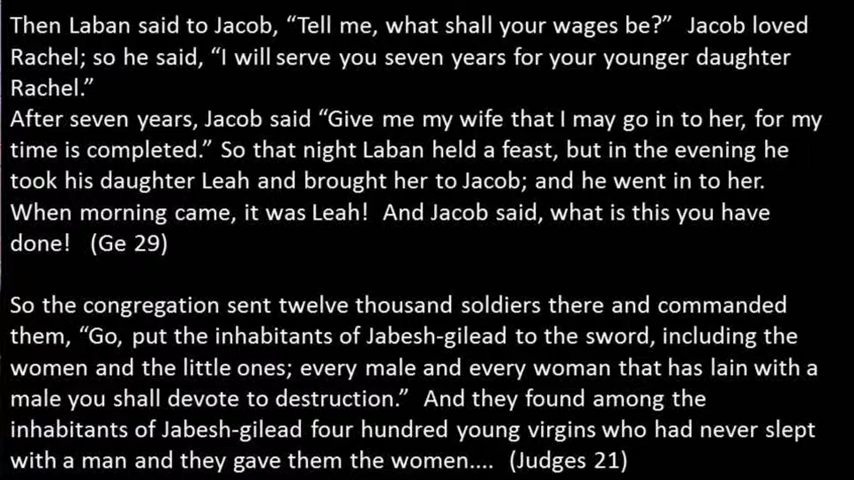 Then Laban said to Jacob, “Tell me, what shall your wages be?”  Jacob loved
Rachel; so he said, “I will serve you seven years for your younger daughter
Rachel.”
After seven years, Jacob said “Give me my wife that I may go in to her, for my
time is completed.” So that night Laban held a feast, but in the evening he
took his daughter Leah and brought her to Jacob; and he went in to her.
When morning came, it was Leah!  And Jacob said, what is this you have
done!   (Ge 29)
So the congregation sent twelve thousand soldiers there and commanded
them, “Go, put the inhabitants of Jabesh-gilead to the sword, including the
women and the little ones; every male and every woman that has lain with a
male you shall devote to destruction.”  And they found among the
inhabitants of Jabesh-gilead four hundred young virgins who had never slept
with a man and they gave them the women....  (Judges 21)